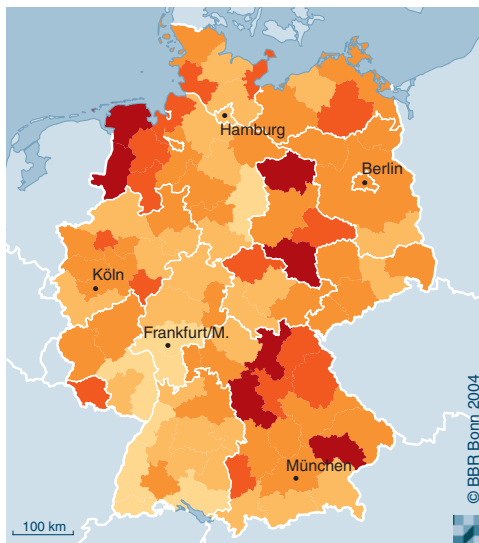 Hamburg
Berlin
Köln
Frankfurt/M.
München
100 km
© BBR Bonn 2004